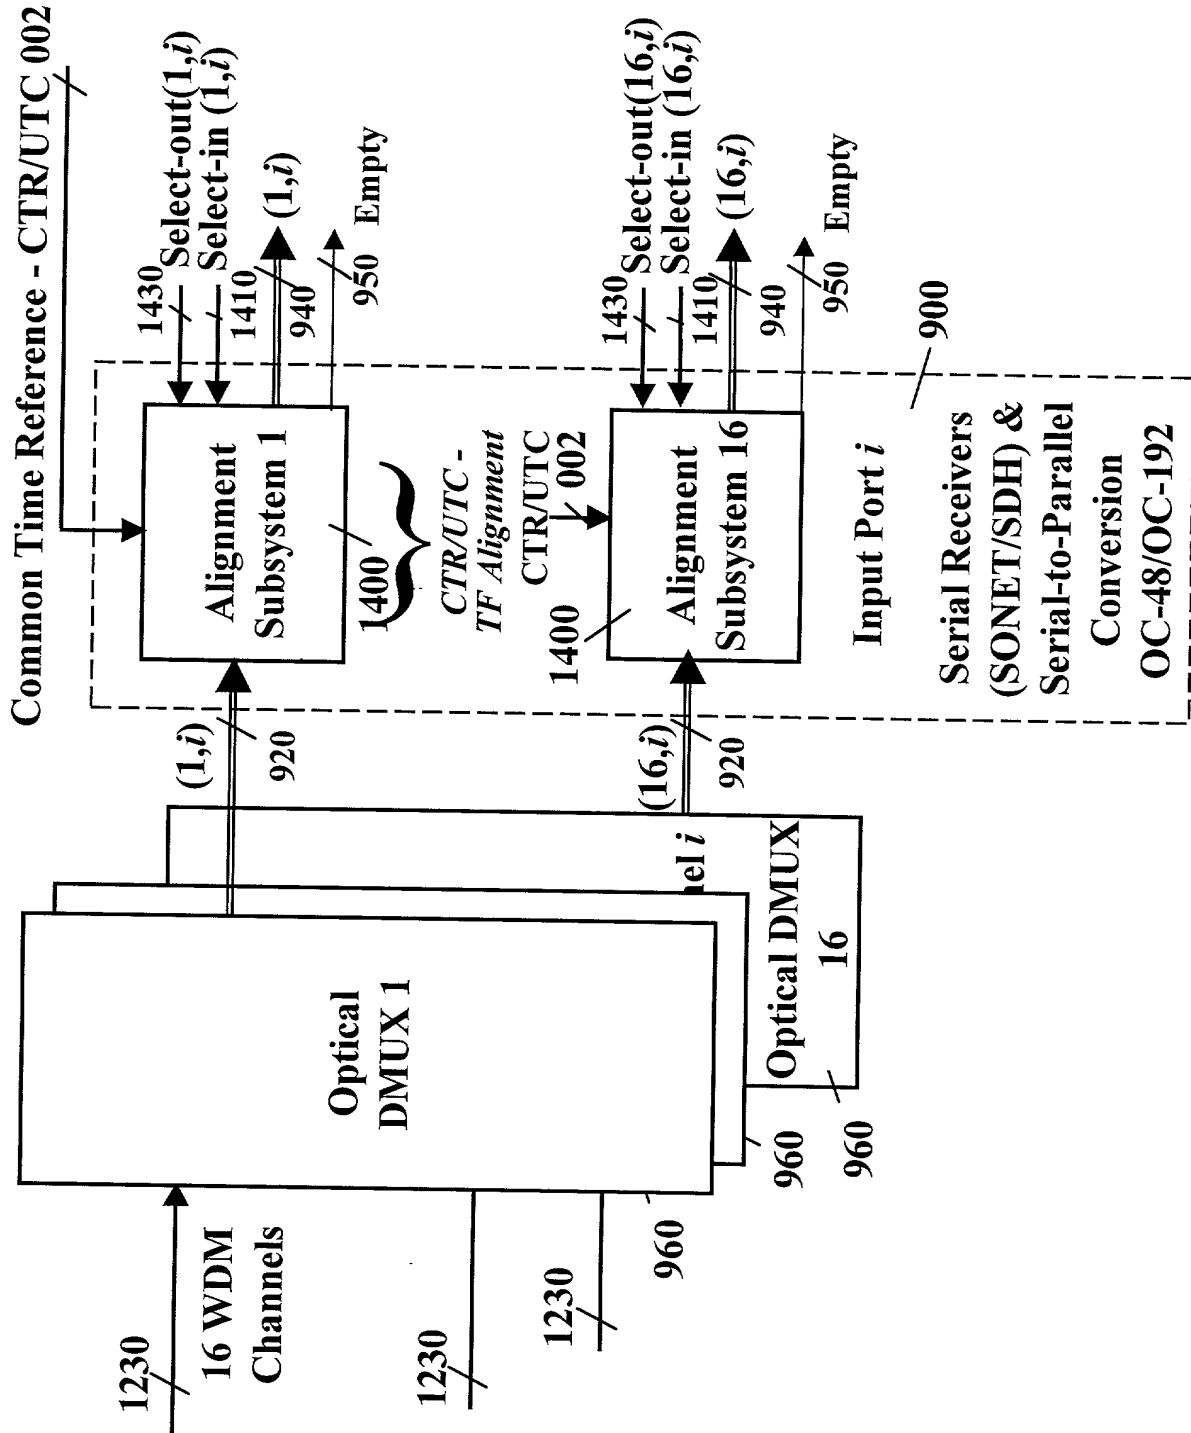 Common Time Reference - CTR/UTC 002
1430
Select-out(1,i)
Select-in (1,i)
1410
(1,i)
940
950
Empty
Alignment
Subsystem 1
1400
CTR/UTC -
TF Alignment
CTR/UTC
002
1430
Select-out(16,i)
Select-in (16,i)
1410
(16,i)
940
950
Empty
1400
Alignment
Subsystem 16
900
Input Port i
Serial Receivers
(SONET/SDH) &
Serial-to-Parallel
Conversion
OC-48/OC-192
(1,i)
920
(16,i)
920
nel i
Optical DMUX
16
Optical
DMUX 1
960
960
960
1230
16 WDM
Channels
1230
1230